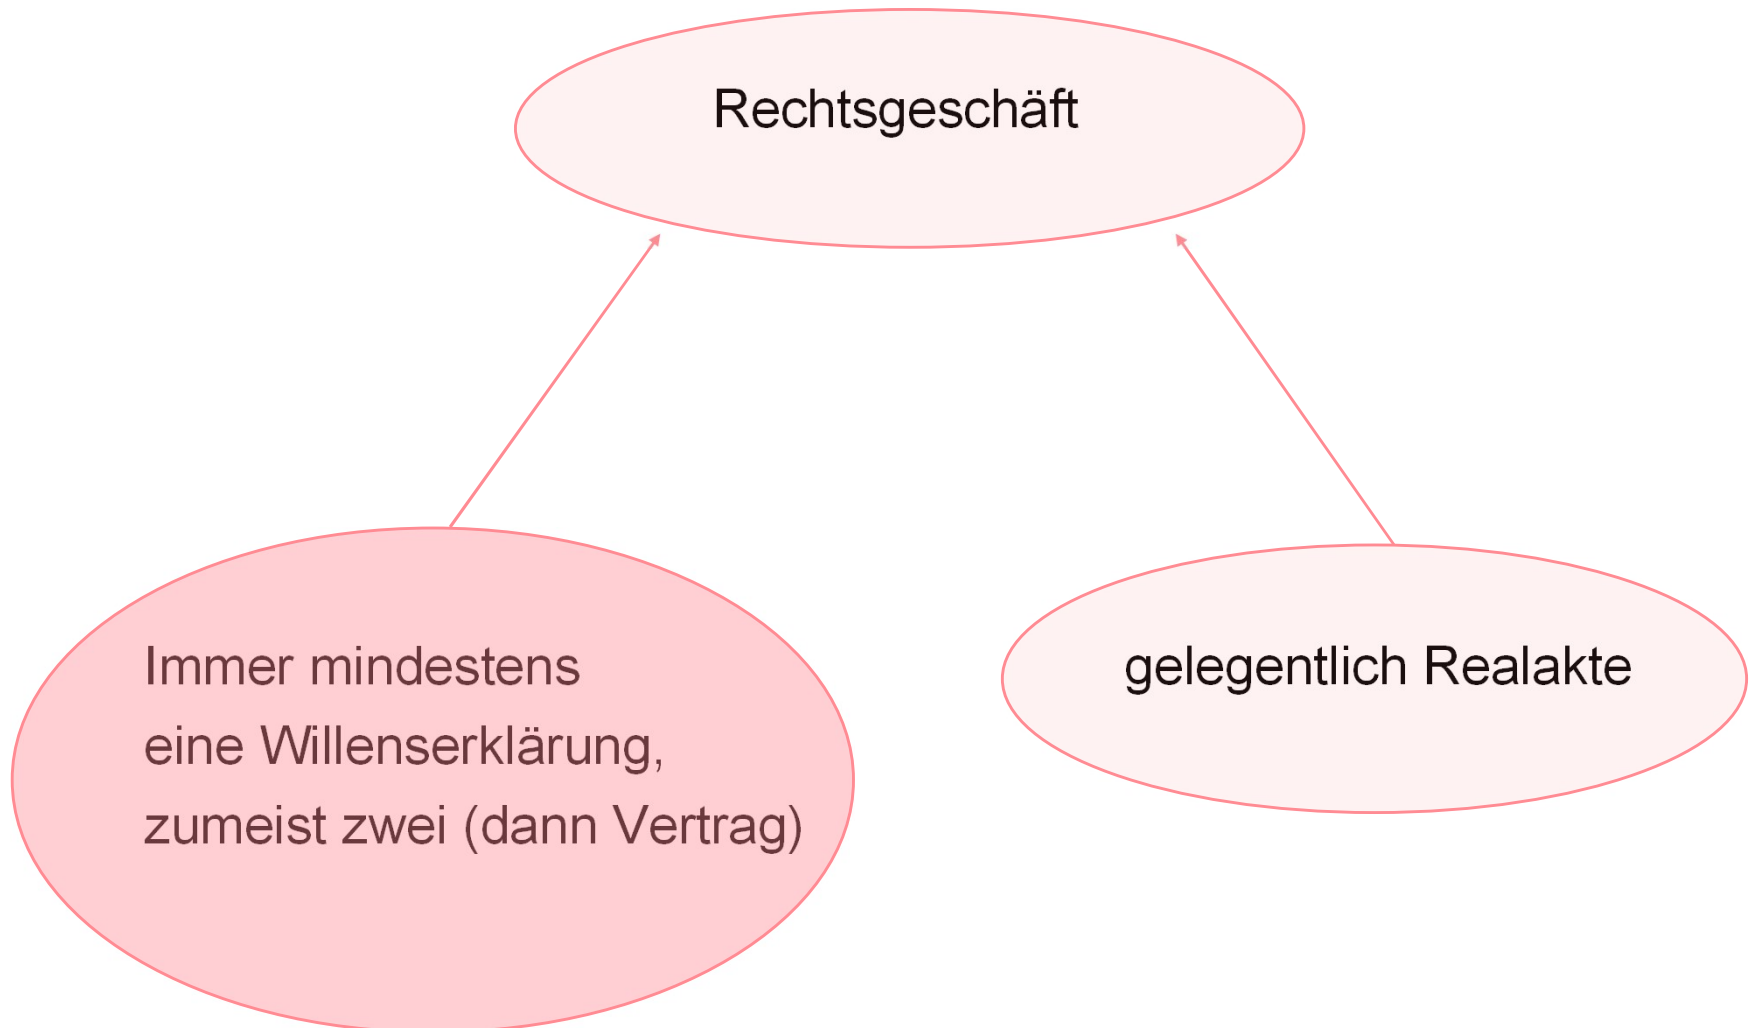 Rechtsgeschäft
Immer mindestens
eine Willenserklärung,
zumeist zwei (dann Vertrag)
gelegentlich Realakte